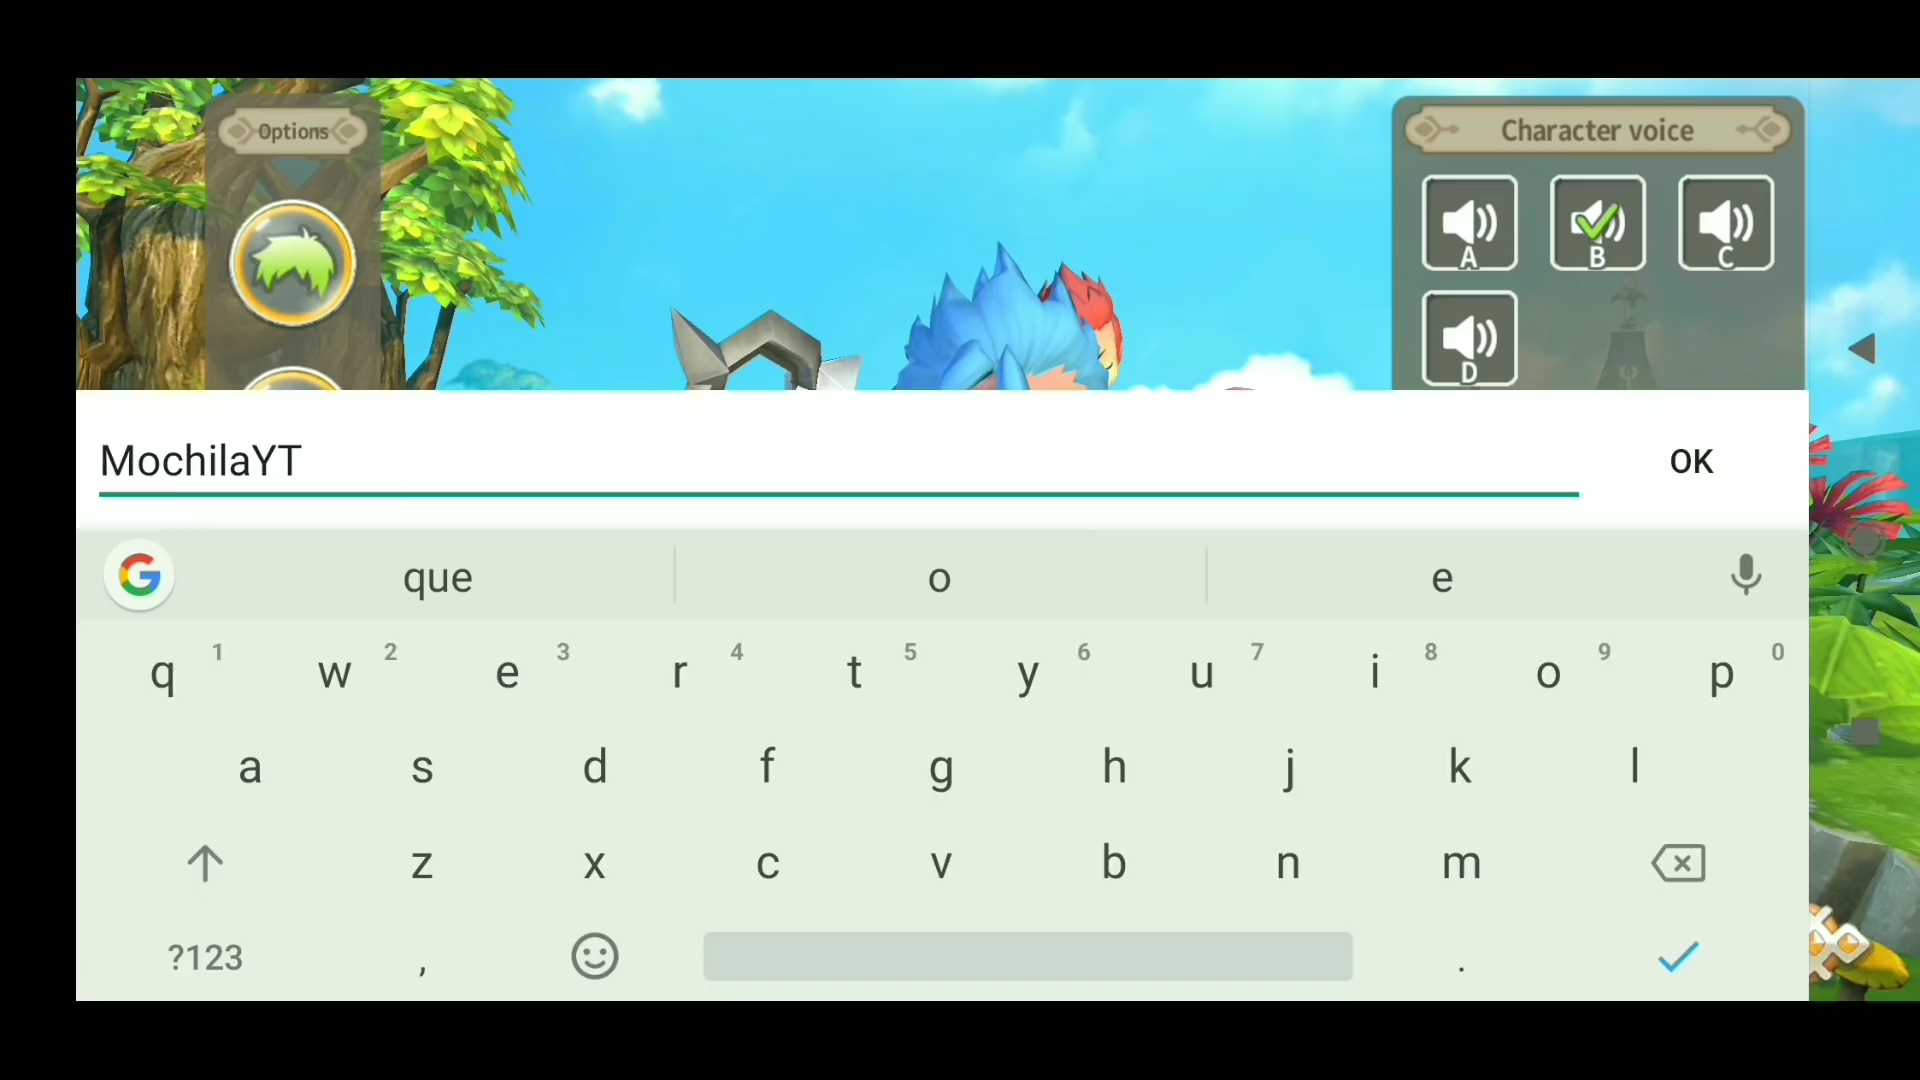 Options
Character voice
A B C
D
MochilaYT
OK
que o e
q 1 w 2 e 3 r 4 t 5 y 6 u 7 i 8 o 9 p 0
a s d f g h j k l
z x c v b n m
?123 , .